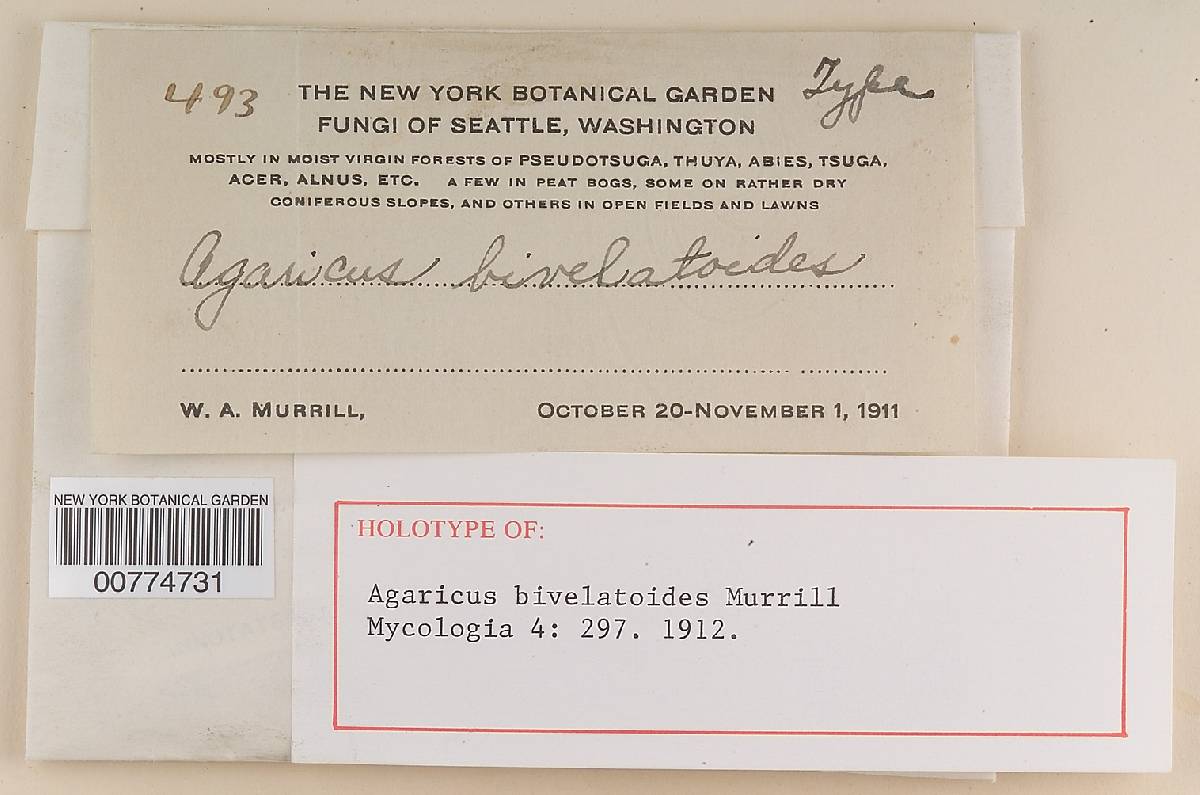 493 THE NEW YORK BOTANICAL GARDEN Type
FUNGI OF SEATTLE, WASHINGTON
MOSTLY IN MOIST VIRGIN FORESTS OF PSEUDOTSUGA, THUYA, ABIES, TSUGA,
ACER, ALNUS, ETC. A FEW IN PEAT BOGS, SOME ON RATHER DRY
CONIFEROUS SLOPES, AND OTHERS IN OPEN FIELDS AND LAWNS
Agaricus bivelatoides
W. A. MURRILL, OCTOBER 20-NOVEMBER 1, 1911
NEW YORK BOTANICAL GARDEN
00774731
HOLOTYPE OF:
Agaricus bivelatoides Murrill
Mycologia 4: 297. 1912.